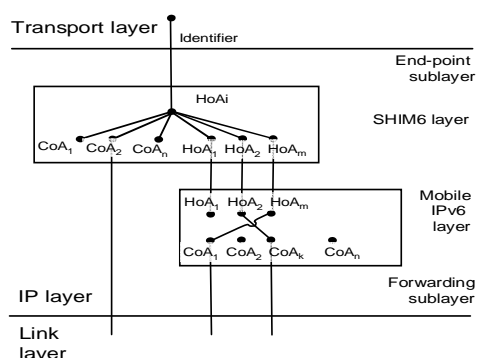 Transport layer
Identifier
End-point
sublayer
HoAi
SHIM6 layer
CoA1 CoA2 CoAn HoA1 HoA2 HoAm
HoA1 HoA2 HoAm
Mobile
IPv6
layer
CoA1 CoA2 CoAk CoAn
Forwarding
sublayer
IP layer
Link
layer